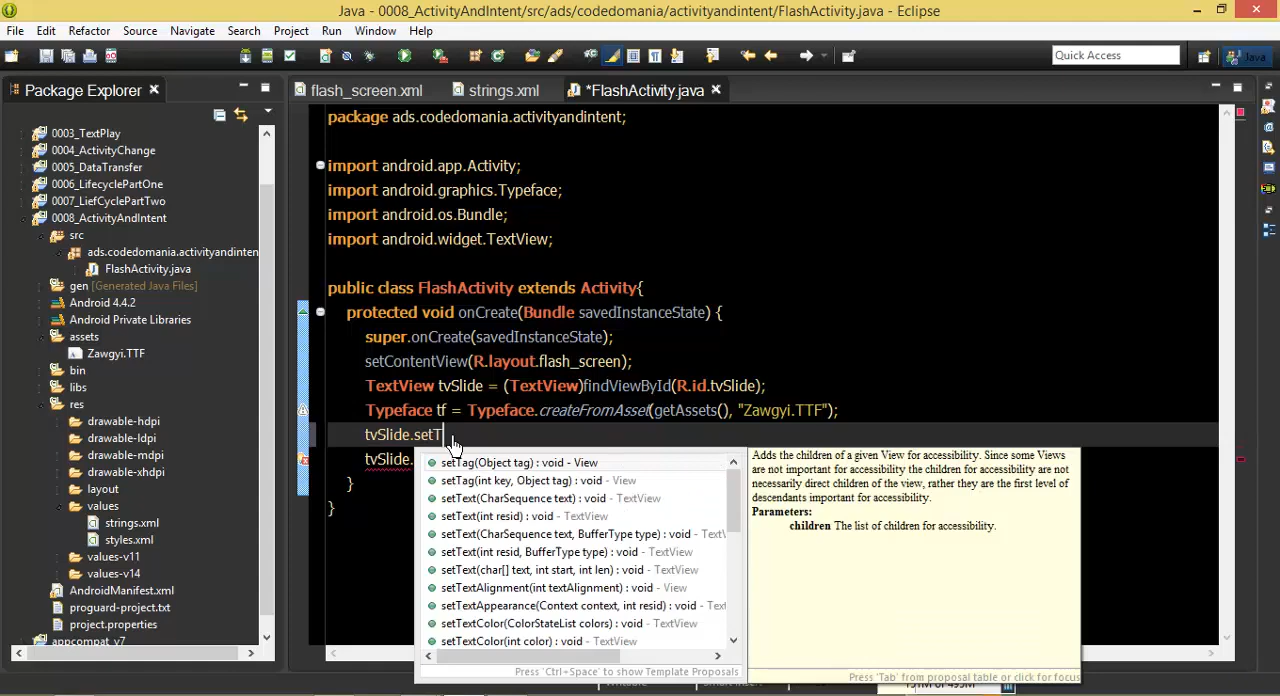 Java - 0008_ActivityAndIntent/src/ads/codedomania/activityandintent/FlashActivity.java - Eclipse
File Edit Refactor Source Navigate Search Project Run Window Help
Quick Access
Java
Package Explorer
flash_screen.xml strings.xml *FlashActivity.java
0003_TextPlay
0004_ActivityChange
0005_DataTransfer
0006_LifecyclePartOne
0007_LiefCyclePartTwo
0008_ActivityAndIntent
src
ads.codedomania.activityandinten
FlashActivity.java
gen [Generated Java Files]
Android 4.4.2
Android Private Libraries
assets
Zawgyi.TTF
bin
libs
res
drawable-hdpi
drawable-ldpi
drawable-mdpi
drawable-xhdpi
layout
values
strings.xml
styles.xml
values-v11
values-v14
AndroidManifest.xml
proguard-project.txt
project.properties
appcompat_v7
package ads.codedomania.activityandintent;
import android.app.Activity;
import android.graphics.Typeface;
import android.os.Bundle;
import android.widget.TextView;
public class FlashActivity extends Activity{
protected void onCreate(Bundle savedInstanceState) {
super.onCreate(savedInstanceState);
setContentView(R.layout.flash_screen);
TextView tvSlide = (TextView)findViewById(R.id.tvSlide);
Typeface tf = Typeface.createFromAsset(getAssets(), "Zawgyi.TTF");
tvSlide.setT
tvSlide.
}
}
setTag(Object tag) : void - View
setTag(int key, Object tag) : void - View
setText(CharSequence text) : void - TextView
setText(int resid) : void - TextView
setText(CharSequence text, BufferType type) : void - TextV
setText(int resid, BufferType type) : void - TextView
setText(char[] text, int start, int len) : void - TextView
setTextAlignment(int textAlignment) : void - View
setTextAppearance(Context context, int resid) : void - Text
setTextColor(ColorStateList colors) : void - TextView
setTextColor(int color) : void - TextView
Press 'Ctrl+Space' to show Template Proposals
Adds the children of a given View for accessibility. Since some Views
are not important for accessibility the children for accessibility are not
necessarily direct children of the view, rather they are the first level of
descendants important for accessibility.
Parameters:
children The list of children for accessibility.
Press 'Tab' from proposal table or click for focus